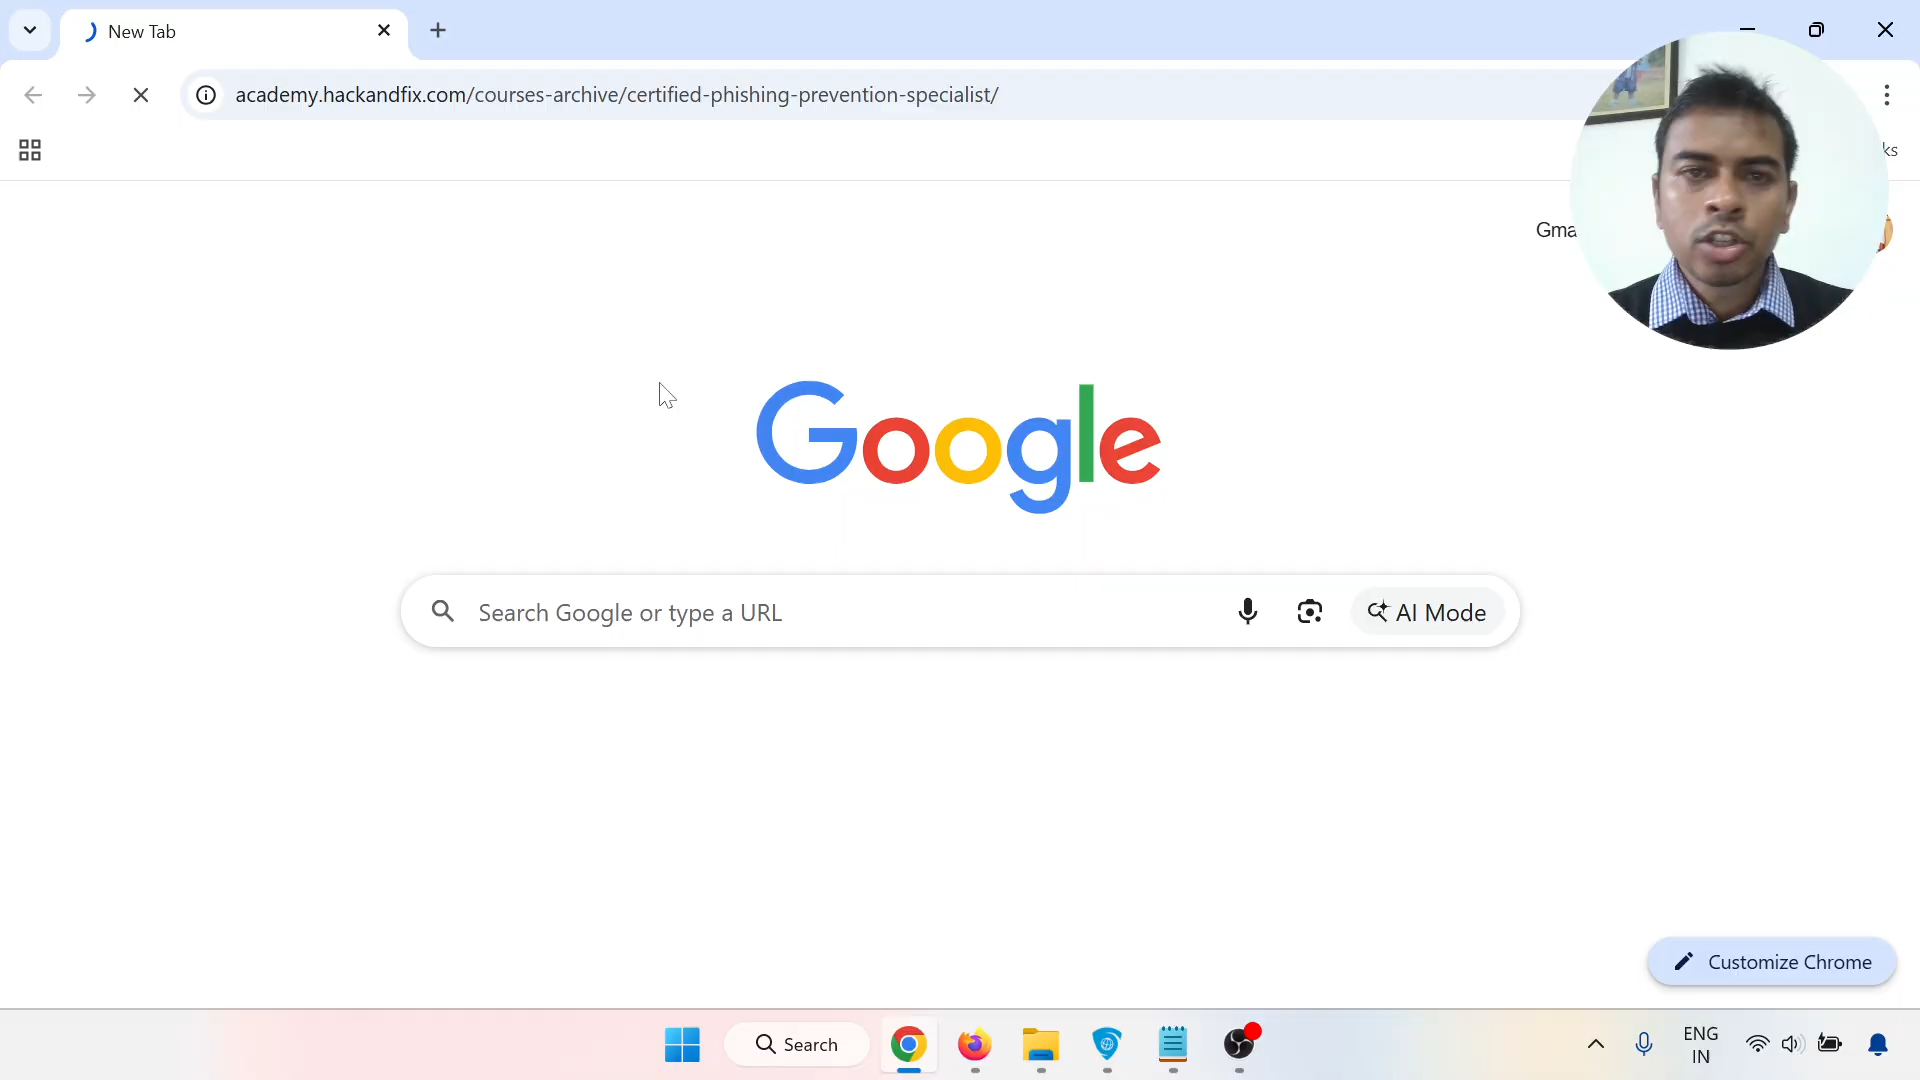 New Tab
academy.hackandfix.com/courses-archive/certified-phishing-prevention-specialist/
ks
Gma
Google
Search Google or type a URL
AI Mode
Customize Chrome
Search
ENG
IN